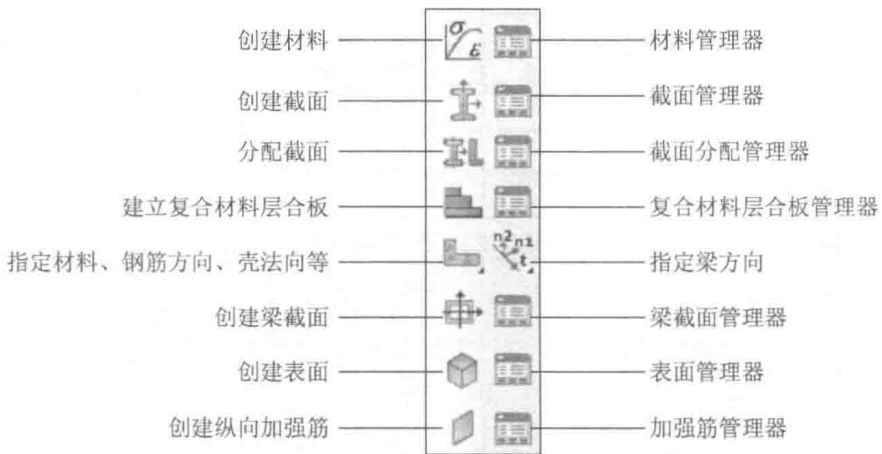 创建材料 σ ε 材料管理器
创建截面 截面管理器
分配截面 截面分配管理器
建立复合材料层合板 复合材料层合板管理器
指定材料、钢筋方向、壳法向等 n2 n1 t 指定梁方向
创建梁截面 梁截面管理器
创建表面 表面管理器
创建纵向加强筋 加强筋管理器